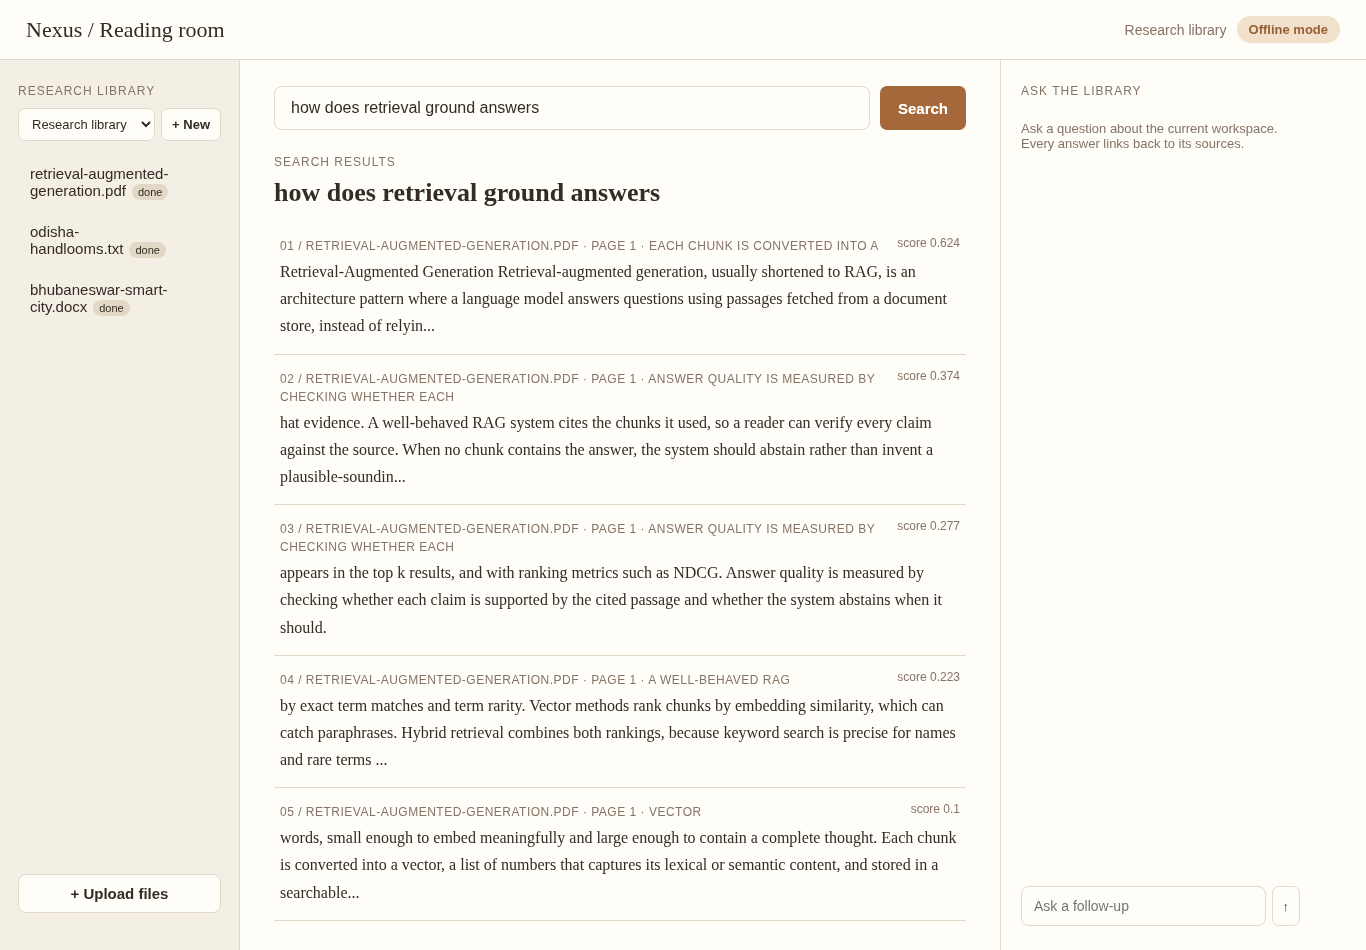 Nexus / Reading room
Research library
Offline mode
RESEARCH LIBRARY
Research library
+ New
retrieval-augmented-
generation.pdf done
odisha-
handlooms.txt done
bhubaneswar-smart-
city.docx done
+ Upload files
how does retrieval ground answers
Search
SEARCH RESULTS
how does retrieval ground answers
01 / RETRIEVAL-AUGMENTED-GENERATION.PDF · PAGE 1 · EACH CHUNK IS CONVERTED INTO A
score 0.624
Retrieval-Augmented Generation Retrieval-augmented generation, usually shortened to RAG, is an
architecture pattern where a language model answers questions using passages fetched from a document
store, instead of relyin...
02 / RETRIEVAL-AUGMENTED-GENERATION.PDF · PAGE 1 · ANSWER QUALITY IS MEASURED BY
CHECKING WHETHER EACH
score 0.374
hat evidence. A well-behaved RAG system cites the chunks it used, so a reader can verify every claim
against the source. When no chunk contains the answer, the system should abstain rather than invent a
plausible-soundin...
03 / RETRIEVAL-AUGMENTED-GENERATION.PDF · PAGE 1 · ANSWER QUALITY IS MEASURED BY
CHECKING WHETHER EACH
score 0.277
appears in the top k results, and with ranking metrics such as NDCG. Answer quality is measured by
checking whether each claim is supported by the cited passage and whether the system abstains when it
should.
04 / RETRIEVAL-AUGMENTED-GENERATION.PDF · PAGE 1 · A WELL-BEHAVED RAG
score 0.223
by exact term matches and term rarity. Vector methods rank chunks by embedding similarity, which can
catch paraphrases. Hybrid retrieval combines both rankings, because keyword search is precise for names
and rare terms ...
05 / RETRIEVAL-AUGMENTED-GENERATION.PDF · PAGE 1 · VECTOR
score 0.1
words, small enough to embed meaningfully and large enough to contain a complete thought. Each chunk
is converted into a vector, a list of numbers that captures its lexical or semantic content, and stored in a
searchable...
ASK THE LIBRARY
Ask a question about the current workspace.
Every answer links back to its sources.
Ask a follow-up
↑